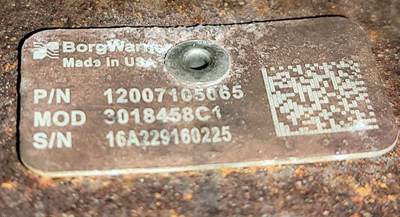 BorgWarner
Made In USA
P/N 12007105065
MOD 3018458C1
S/N 16A229160225